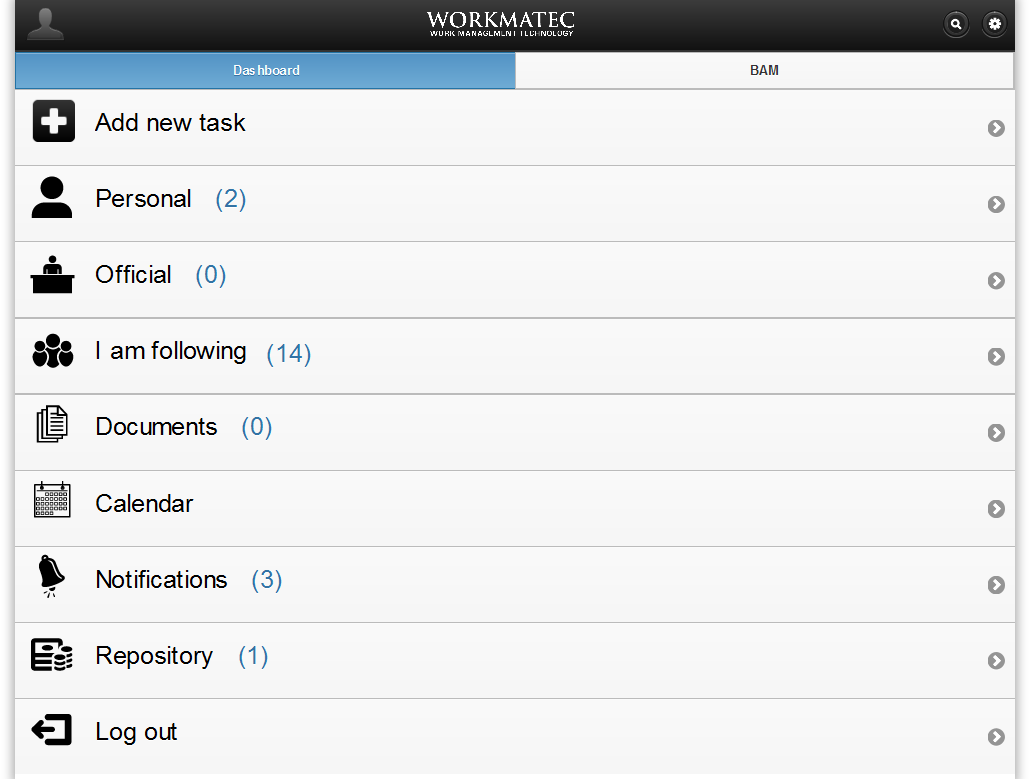 WORKMATEC
WORK MANAGEMENT TECHNOLOGY
Dashboard BAM
Add new task
Personal (2)
Official (0)
I am following (14)
Documents (0)
Calendar
Notifications (3)
Repository (1)
Log out